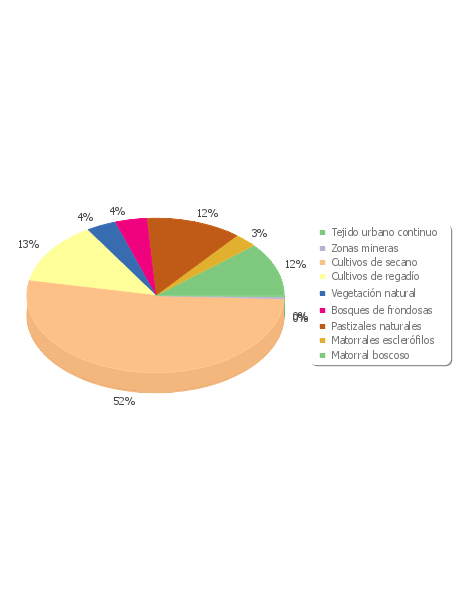 4%
4%
12%
3%
13%
12%
0%
0%
52%
Tejido urbano continuo
Zonas mineras
Cultivos de secano
Cultivos de regadío
Vegetación natural
Bosques de frondosas
Pastizales naturales
Matorrales esclerófilos
Matorral boscoso